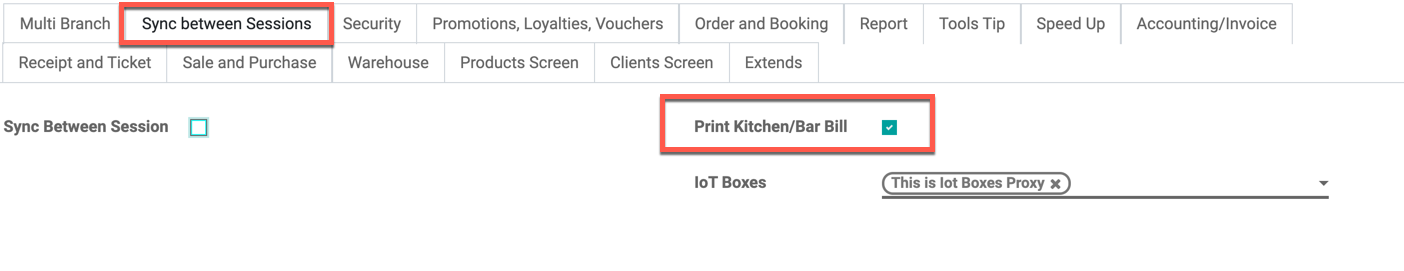 Multi Branch Sync between Sessions Security Promotions, Loyalties, Vouchers Order and Booking Report Tools Tip Speed Up Accounting/Invoice
Receipt and Ticket Sale and Purchase Warehouse Products Screen Clients Screen Extends
Sync Between Session Print Kitchen/Bar Bill
IoT Boxes This is Iot Boxes Proxy